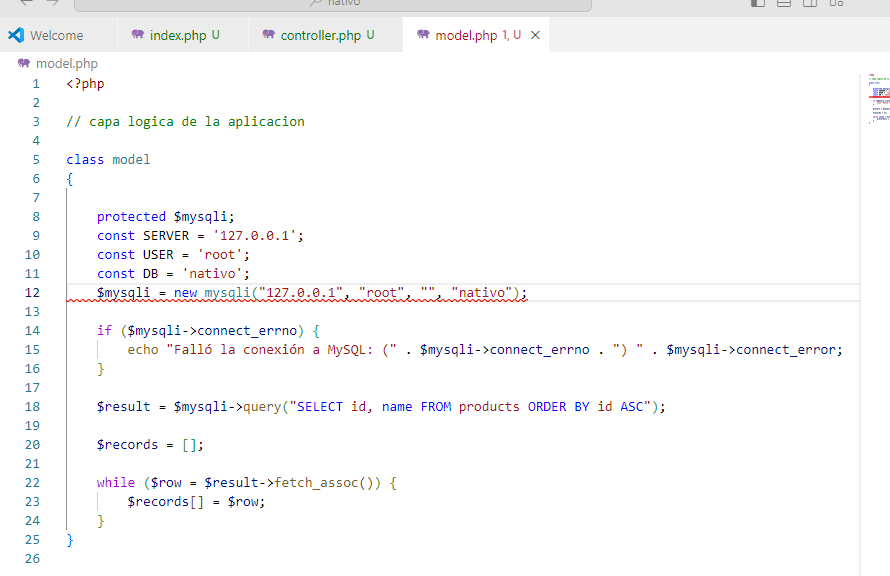 nativo
Welcome
index.php U
controller.php U
model.php 1, U
model.php
1 <?php
2
3 // capa logica de la aplicacion
4
5 class model
6 {
7
8 protected $mysqli;
9 const SERVER = '127.0.0.1';
10 const USER = 'root';
11 const DB = 'nativo';
12 $mysqli = new mysqli("127.0.0.1", "root", "", "nativo");
13
14 if ($mysqli->connect_errno) {
15 echo "Falló la conexión a MySQL: (" . $mysqli->connect_errno . ") " . $mysqli->connect_error;
16 }
17
18 $result = $mysqli->query("SELECT id, name FROM products ORDER BY id ASC");
19
20 $records = [];
21
22 while ($row = $result->fetch_assoc()) {
23 $records[] = $row;
24 }
25 }
26